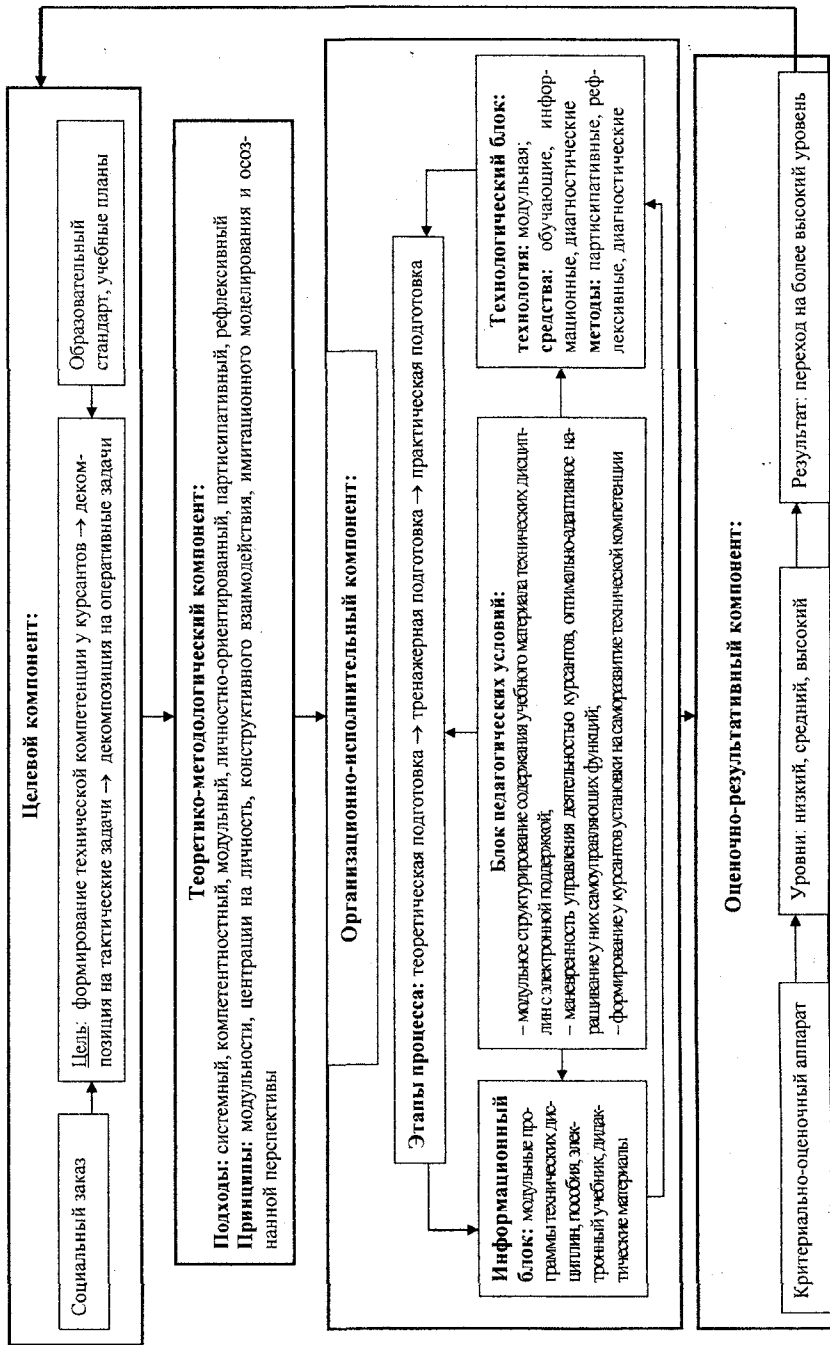 Целевой компонент:
Социальный заказ
Цель: формирование технической компетенции у курсантов → деком-
позиция на тактические задачи → декомпозиция на оперативные задачи
Образовательный
стандарт, учебные планы
Теоретико-методологический компонент:
Подходы: системный, компетентностный, модульный, личностно-ориентированный, партисипативный, рефлексивный
Принципы: модульности, центрации на личность, конструктивного взаимодействия, имитационного моделирования и осоз-
нанной перспективы
Организационно-исполнительный компонент:
Этапы процесса: теоретическая подготовка → тренажерная подготовка → практическая подготовка
Информационный
блок: модульные про-
граммы технических дис-
циплин, пособия, элек-
тронный учебник, дидак-
тические материалы
Блок педагогических условий:
– модульное структурирование содержания учебного материала технических дисцип-
лин с электронной поддержкой;
– маневренность управления деятельностью курсантов, оптимально-адаптивное на-
ращивание у них самоуправляющих функций;
– формирование у курсантов установки на саморазвитие технической компетенции
Технологический блок:
технология: модульная;
средства: обучающие, инфор-
мационные, диагностические
методы: партисипативные, реф-
лексивные, диагностические
Оценочно-результативный компонент:
Критериально-оценочный аппарат
Уровни: низкий, средний, высокий
Результат: переход на более высокий уровень